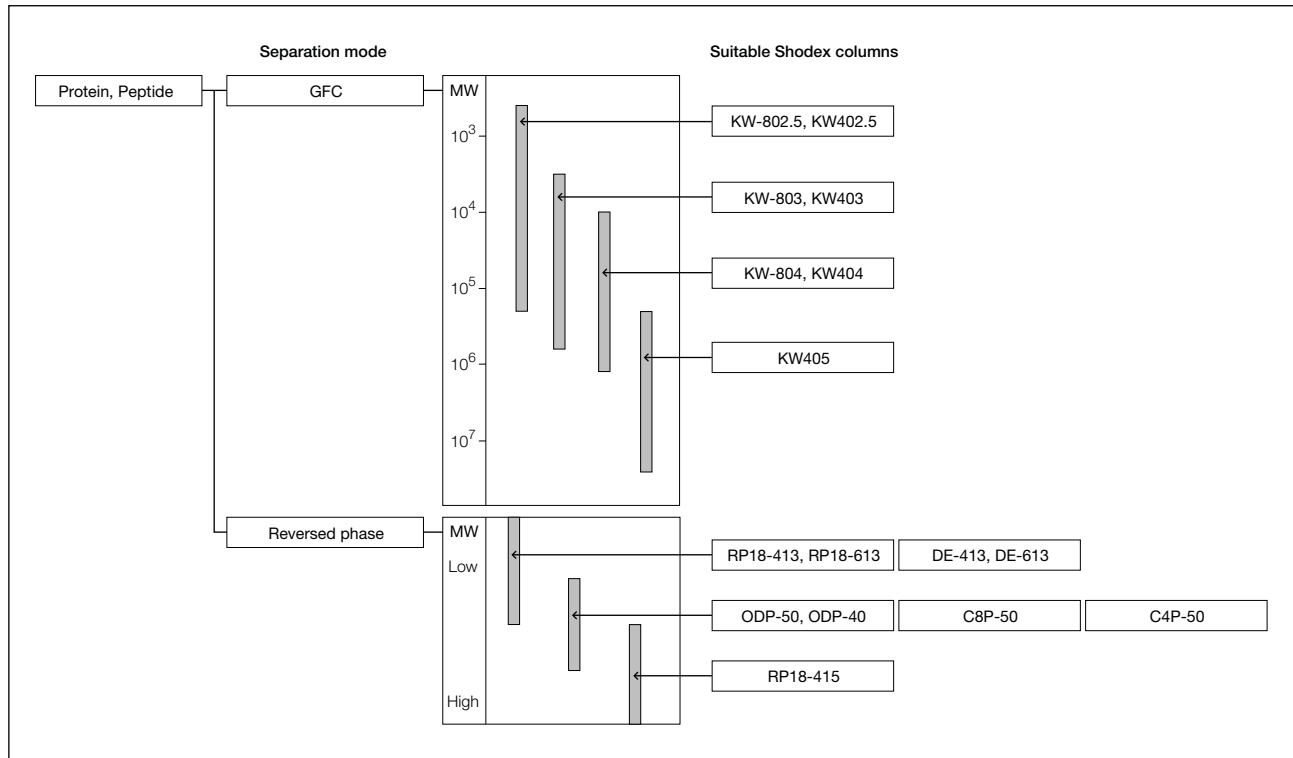 Separation mode
Suitable Shodex columns
Protein, Peptide
GFC
MW
10³
10⁴
10⁵
10⁶
10⁷
KW-802.5, KW402.5
KW-803, KW403
KW-804, KW404
KW405
Reversed phase
MW
Low
High
RP18-413, RP18-613
DE-413, DE-613
ODP-50, ODP-40
C8P-50
C4P-50
RP18-415